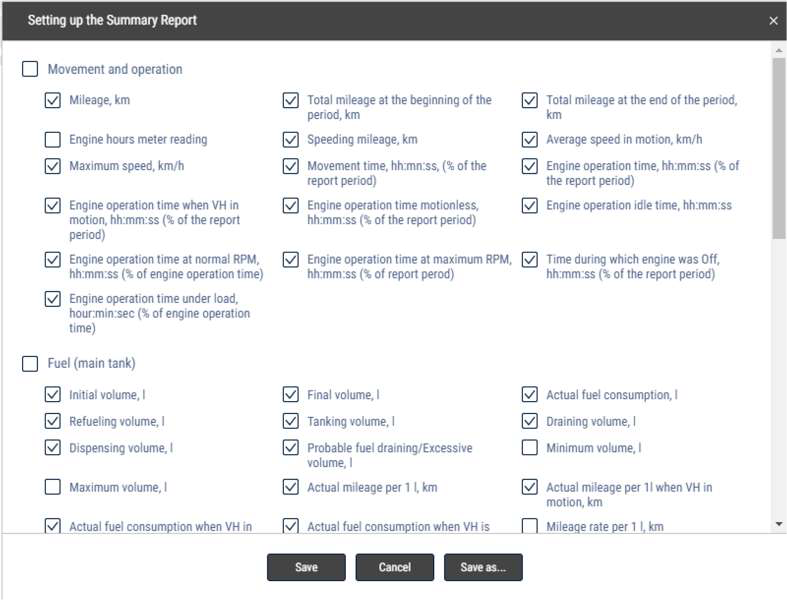 Setting up the Summary Report
Movement and operation
Mileage, km
Total mileage at the beginning of the
period, km
Total mileage at the end of the period,
km
Engine hours meter reading
Speeding mileage, km
Average speed in motion, km/h
Maximum speed, km/h
Movement time, hh:mn:ss, (% of the
report period)
Engine operation time, hh:mm:ss (% of
the report period)
Engine operation time when VH in
motion, hh:mm:ss (% of the report
period)
Engine operation time motionless,
hh:mm:ss (% of the report period)
Engine operation idle time, hh:mm:ss
Engine operation time at normal RPM,
hh:mm:ss (% of engine operation time)
Engine operation time at maximum RPM,
hh:mm:ss (% of report perod)
Time during which engine was Off,
hh:mm:ss (% of the report period)
Engine operation time under load,
hour:min:sec (% of engine operation
time)
Fuel (main tank)
Initial volume, l
Final volume, l
Actual fuel consumption, l
Refueling volume, l
Tanking volume, l
Draining volume, l
Dispensing volume, l
Probable fuel draining/Excessive
volume, l
Minimum volume, l
Maximum volume, l
Actual mileage per 1 l, km
Actual mileage per 1l when VH in
motion, km
Actual fuel consumption when VH in
Actual fuel consumption when VH is
Mileage rate per 1 l, km
Save
Cancel
Save as...